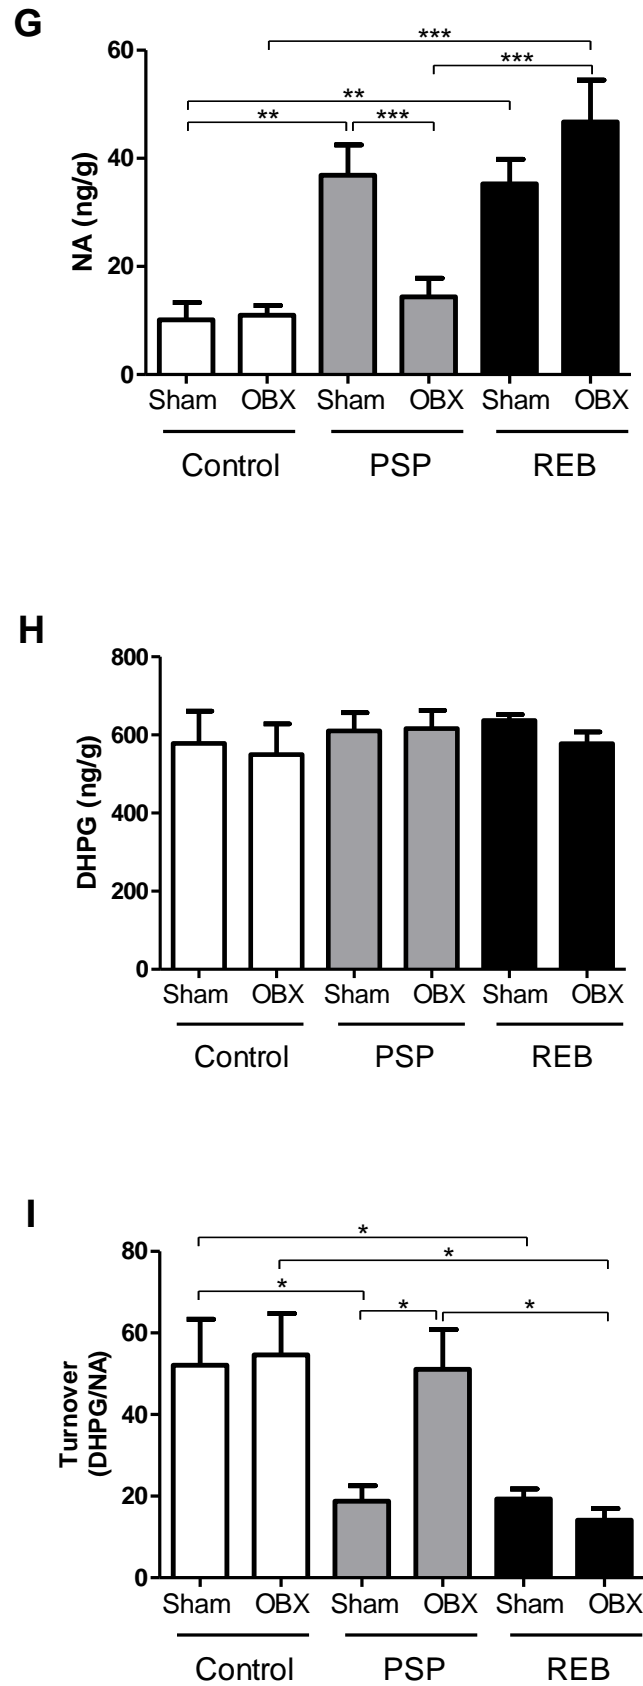 G
***
60
***
**
**
***
40
NA (ng/g)
20
0
Sham OBX Sham OBX Sham OBX
Control PSP REB
H
800
600
DHPG (ng/g)
400
200
0
Sham OBX Sham OBX Sham OBX
Control PSP REB
I
*
80
*
*
*
*
60
Turnover
(DHPG/NA)
40
20
0
Sham OBX Sham OBX Sham OBX
Control PSP REB